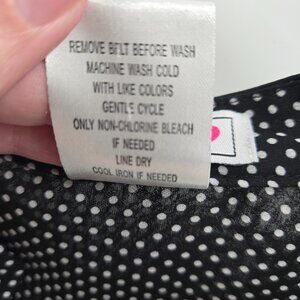 REMOVE BELT BEFORE WASH
MACHINE WASH COLD
WITH LIKE COLORS
GENTLE CYCLE
ONLY NON-CHLORINE BLEACH
IF NEEDED
LINE DRY
COOL IRON IF NEEDED